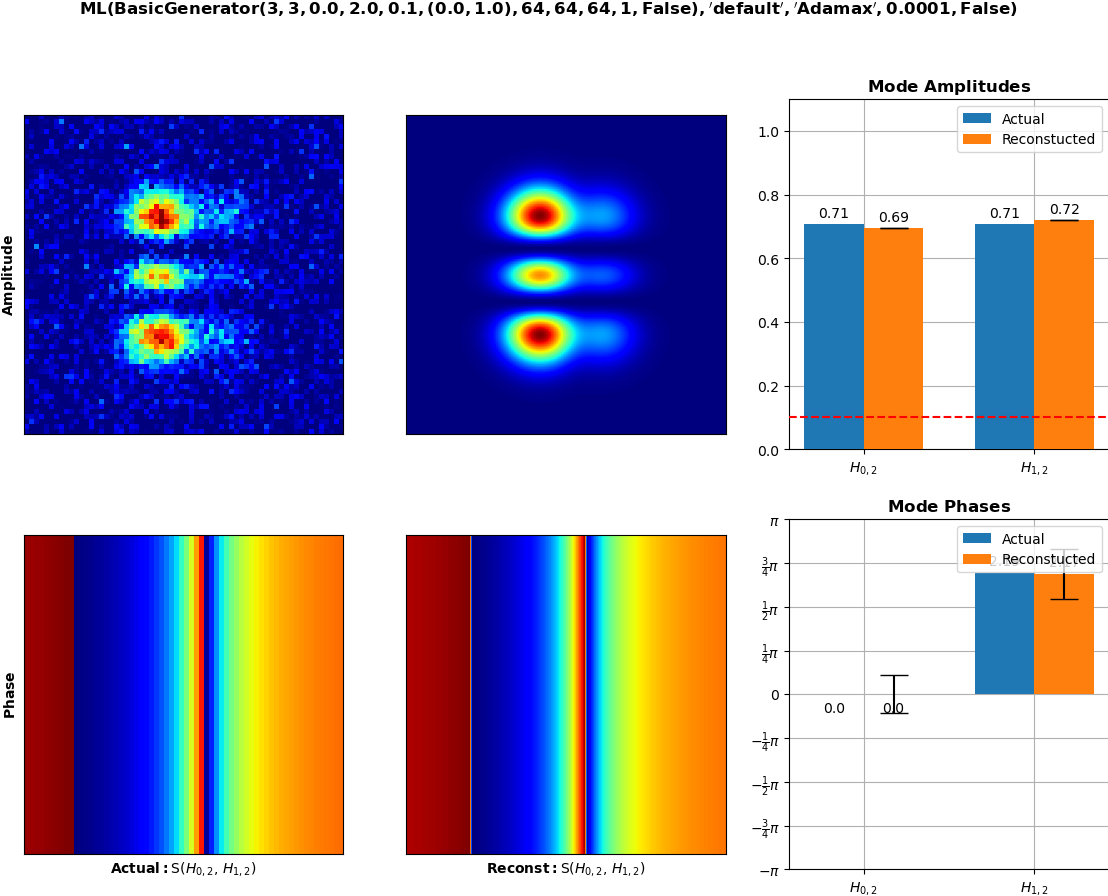 ML(BasicGenerator(3, 3, 0.0, 2.0, 0.1, (0.0, 1.0), 64, 64, 64, 1, False), ′default′, ′Adamax′, 0.0001, False)
Amplitude
Mode Amplitudes
Actual
Reconstucted
1.0
0.8
0.6
0.4
0.2
0.0
0.71
0.69
0.71
0.72
H0, 2
H1, 2
Phase
Actual: S(H0, 2, H1, 2)
Reconst: S(H0, 2, H1, 2)
Mode Phases
Actual
Reconstucted
π
3/4π
1/2π
1/4π
0
−1/4π
−1/2π
−3/4π
−π
0.0
0.0
H0, 2
H1, 2